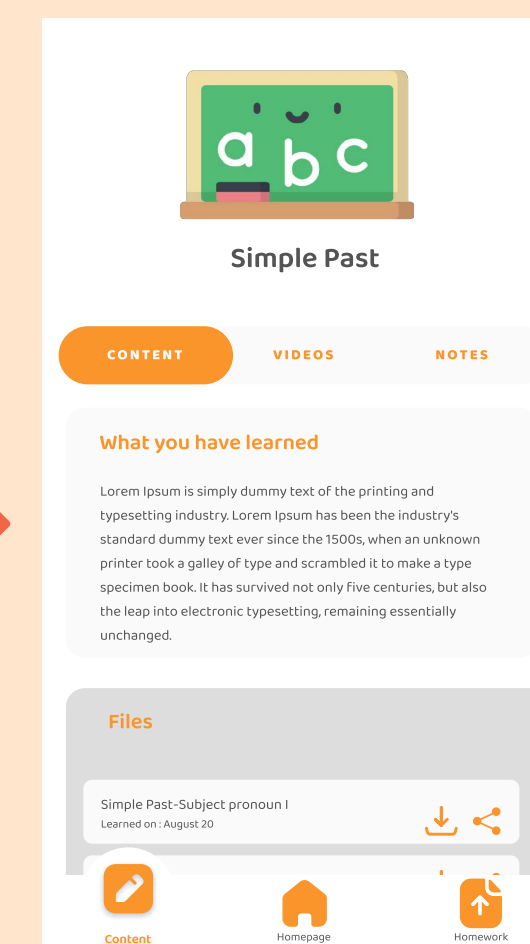 a b c
Simple Past
CONTENT VIDEOS NOTES
What you have learned
Lorem Ipsum is simply dummy text of the printing and
typesetting industry. Lorem Ipsum has been the industry's
standard dummy text ever since the 1500s, when an unknown
printer took a galley of type and scrambled it to make a type
specimen book. It has survived not only five centuries, but also
the leap into electronic typesetting, remaining essentially
unchanged.
Files
Simple Past-Subject pronoun I
Learned on : August 20
Content Homepage Homework